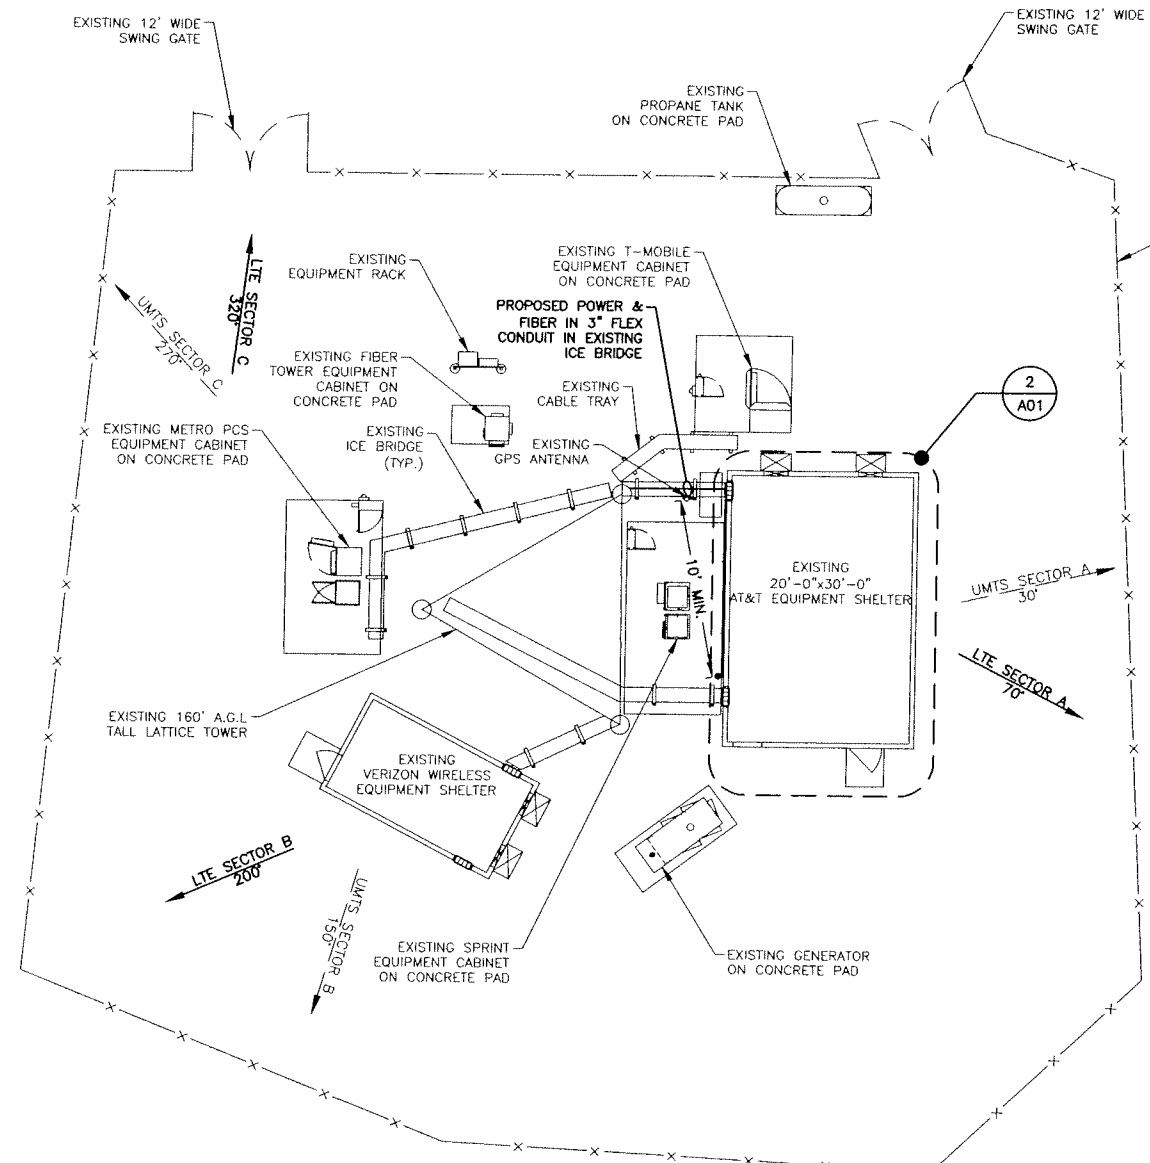 EXISTING 12' WIDE
SWING GATE
EXISTING 12' WIDE
SWING GATE
EXISTING
PROPANE TANK
ON CONCRETE PAD
EXISTING
EQUIPMENT RACK
EXISTING T-MOBILE
EQUIPMENT CABINET
ON CONCRETE PAD
LTE SECTOR C
320°
UMTS SECTOR C
270°
PROPOSED POWER &
FIBER IN 3" FLEX
CONDUIT IN EXISTING
ICE BRIDGE
EXISTING FIBER
TOWER EQUIPMENT
CABINET ON
CONCRETE PAD
EXISTING
CABLE TRAY
2
A01
EXISTING METRO PCS
EQUIPMENT CABINET
ON CONCRETE PAD
EXISTING
ICE BRIDGE
(TYP.)
EXISTING
GPS ANTENNA
10' MIN.
EXISTING
20'-0"x30'-0"
AT&T EQUIPMENT SHELTER
UMTS SECTOR A
30°
LTE SECTOR A
70°
EXISTING 160' A.G.L
TALL LATTICE TOWER
EXISTING
VERIZON WIRELESS
EQUIPMENT SHELTER
LTE SECTOR B
200°
UMTS SECTOR B
150°
EXISTING SPRINT
EQUIPMENT CABINET
ON CONCRETE PAD
EXISTING GENERATOR
ON CONCRETE PAD